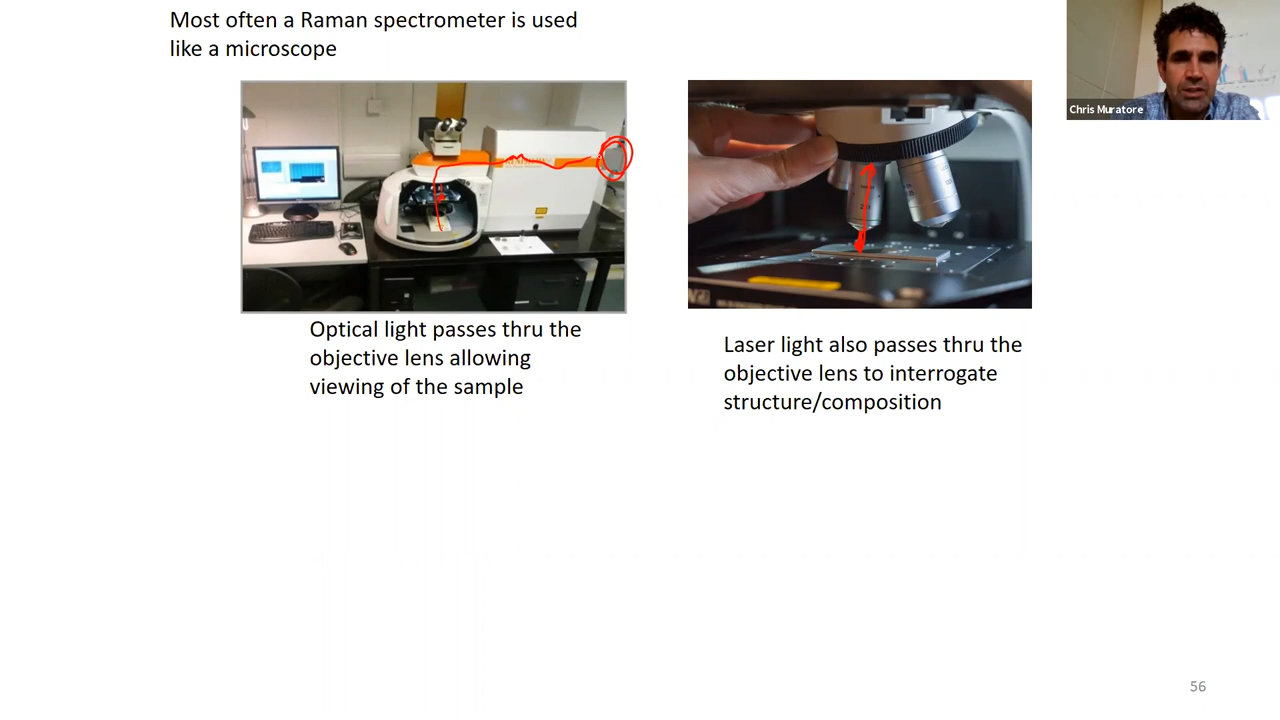 Most often a Raman spectrometer is used
like a microscope
Chris Muratore
Optical light passes thru the
objective lens allowing
viewing of the sample
Laser light also passes thru the
objective lens to interrogate
structure/composition
56